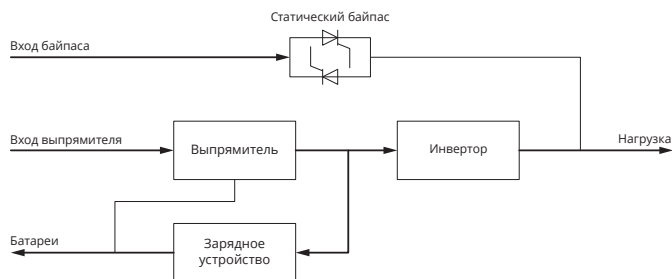 Статический байпас
Вход байпаса
Вход выпрямителя
Выпрямитель
Инвертор
Нагрузка
Батареи
Зарядное
устройство